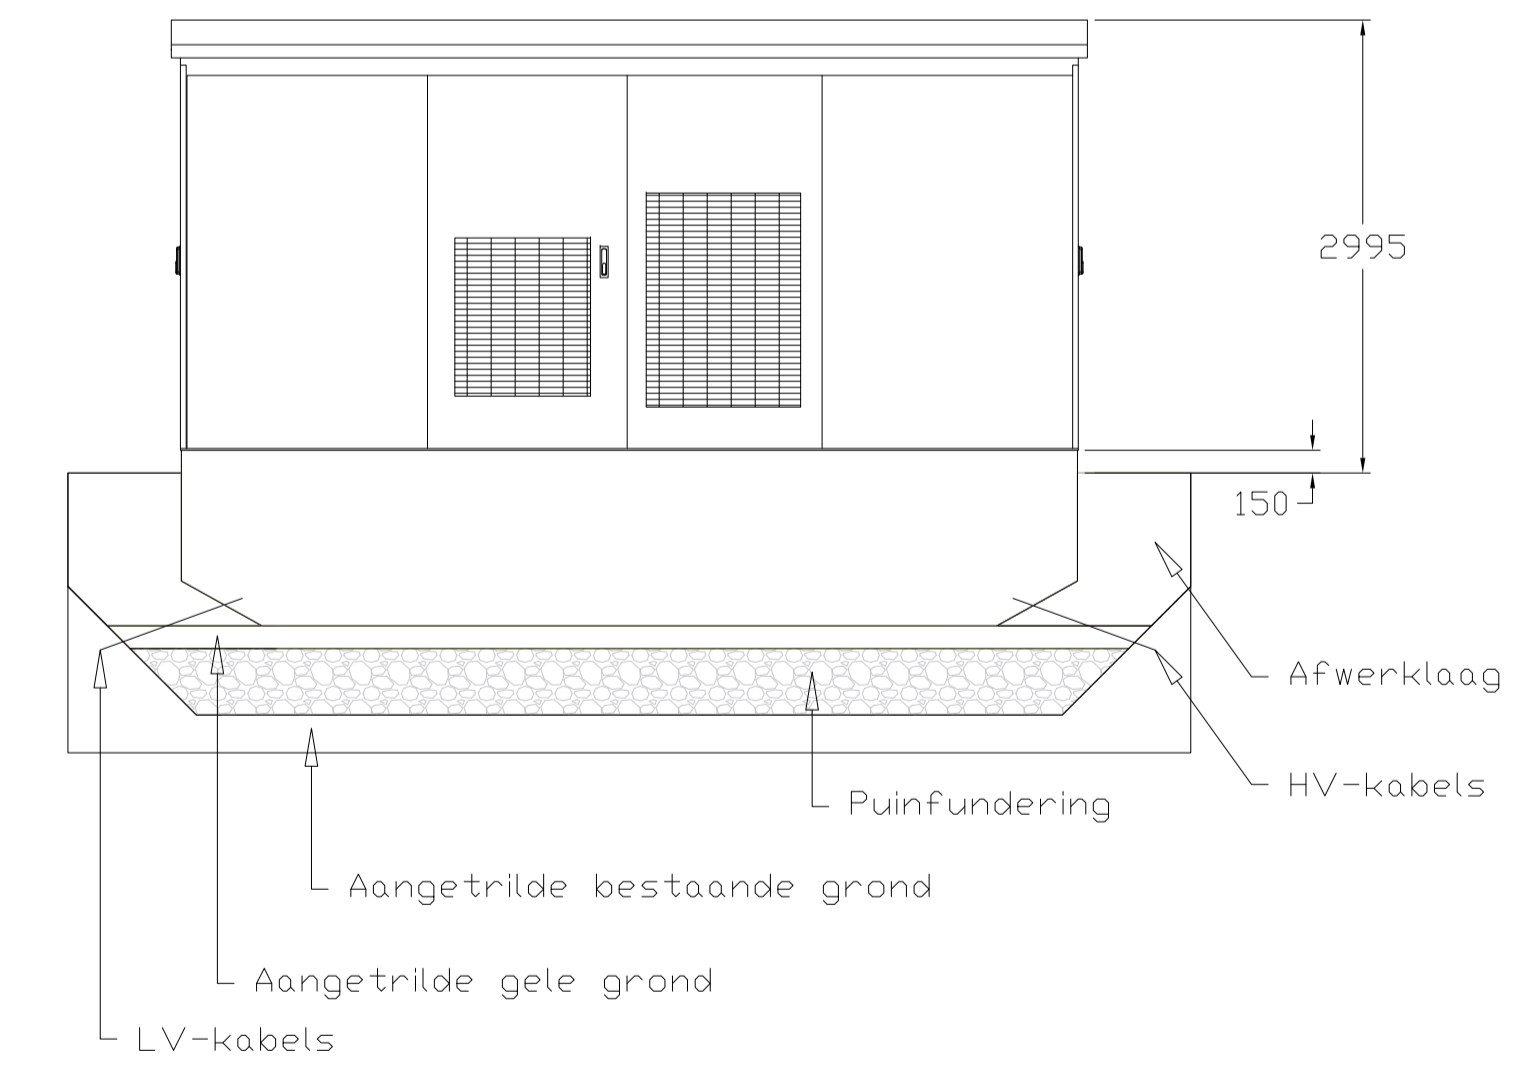 2995
150
Afwerklaag
HV-kabels
Puinfundering
Aangetrilde bestaande grond
Aangetrilde gele grond
LV-kabels